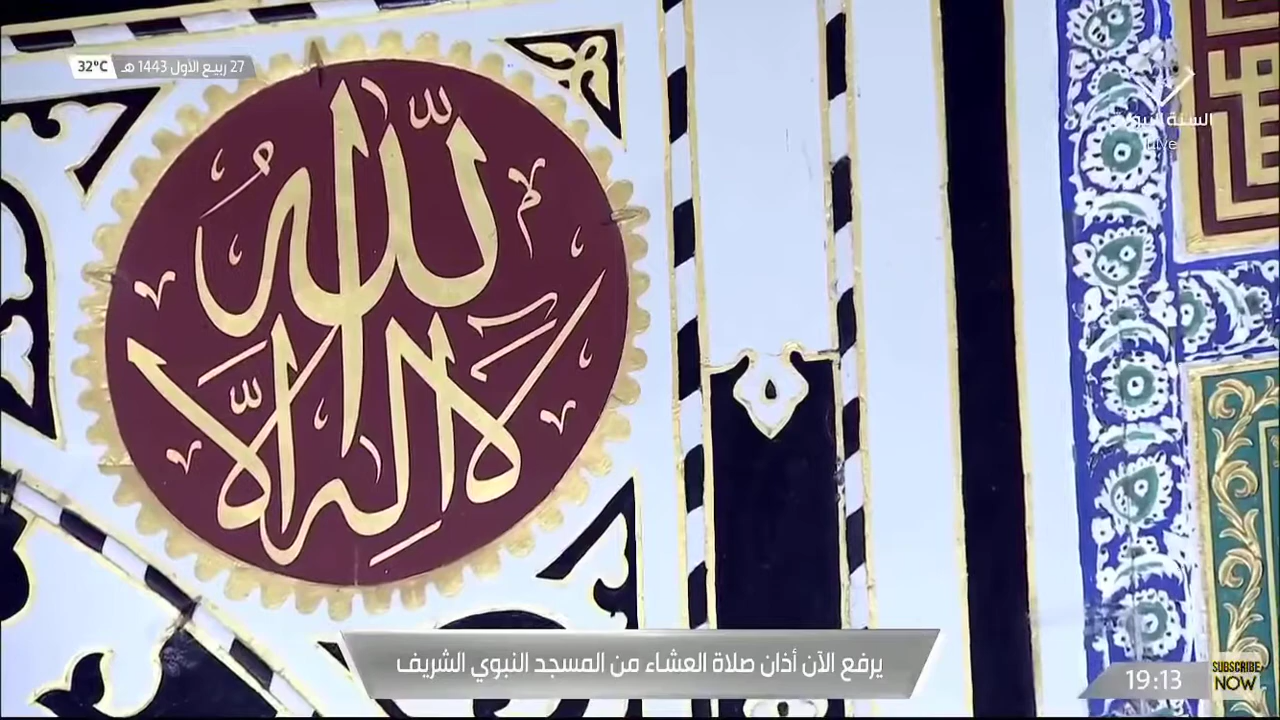 27 ربيع الأول 1443 هـ 32°C
السنة النبوية
Live
لا إله إلا الله
يرفع الآن أذان صلاة العشاء من المسجد النبوي الشريف
19:13
SUBSCRIBE
NOW